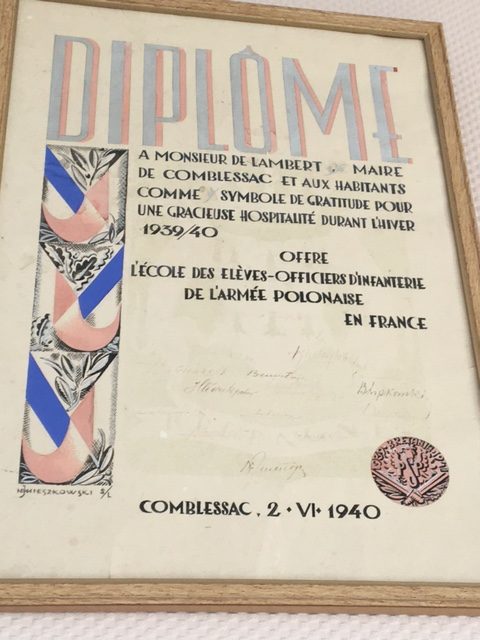 DIPLÔME
A MONSIEUR DE LAMBERT MAIRE
DE COMBLESSAC ET AUX HABITANTS
COMME SYMBOLE DE GRATITUDE POUR
UNE GRACIEUSE HOSPITALITÉ DURANT L'HIVER
1939/40
OFFRE
L'ÉCOLE DES ELÈVES-OFFICIERS D'INFANTERIE
DE L'ARMÉE POLONAISE
EN FRANCE
MIESZKOWSKI
COMBLESSAC, 2 · VI · 1940